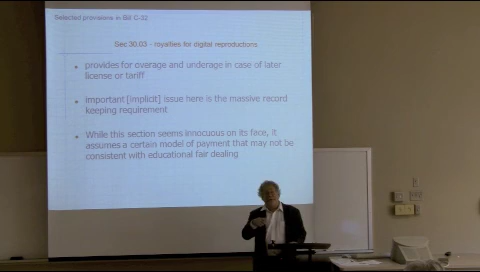 Selected provisions in Bill C-32
Sec 30.03 - royalties for digital reproductions
provides for overage and underage in case of later
license or tariff
important [implicit] issue here is the massive record
keeping requirement
While this section seems innocuous on its face, it
assumes a certain model of payment that may not be
consistent with educational fair dealing